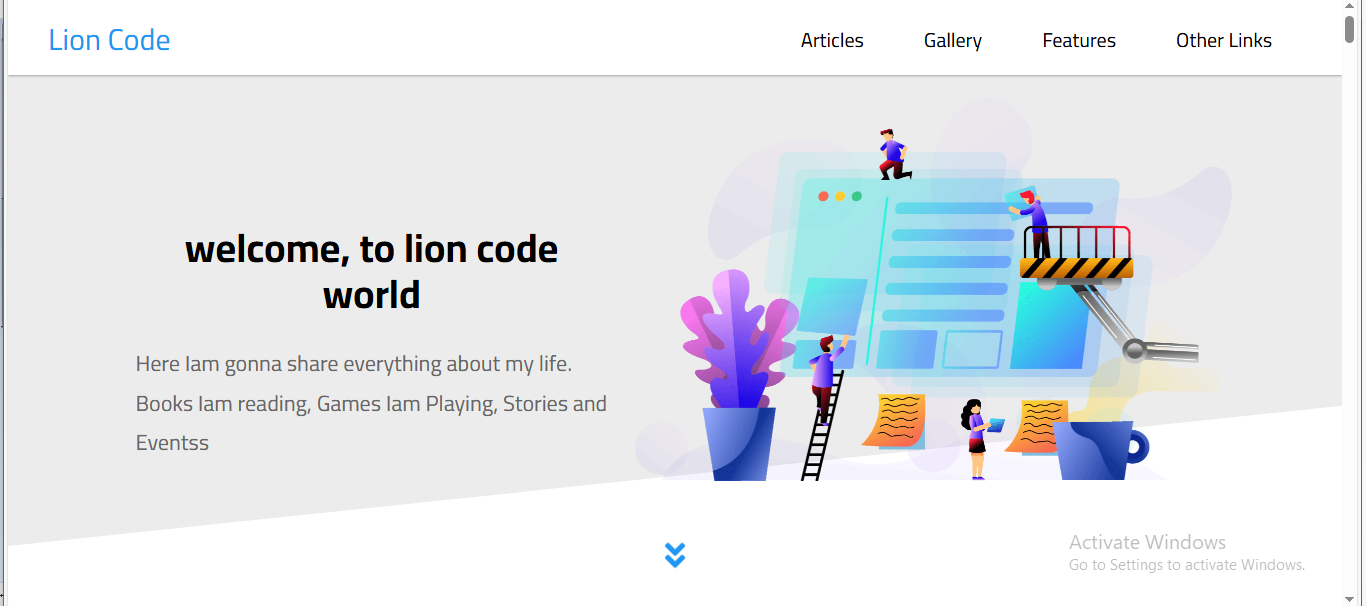 Lion Code
Articles
Gallery
Features
Other Links
welcome, to lion code
world
Here Iam gonna share everything about my life.
Books Iam reading, Games Iam Playing, Stories and
Eventss
Activate Windows
Go to Settings to activate Windows.